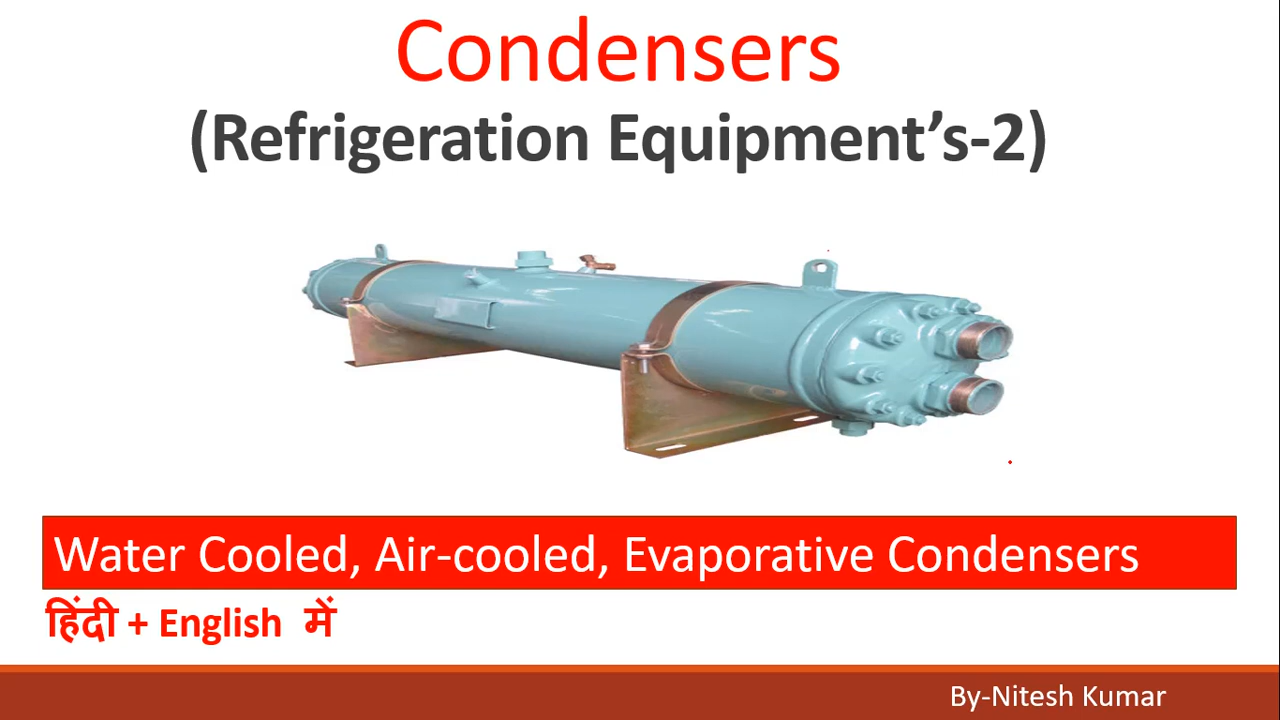 Condensers
(Refrigeration Equipment’s-2)
Water Cooled, Air-cooled, Evaporative Condensers
हिंदी + English में
By-Nitesh Kumar